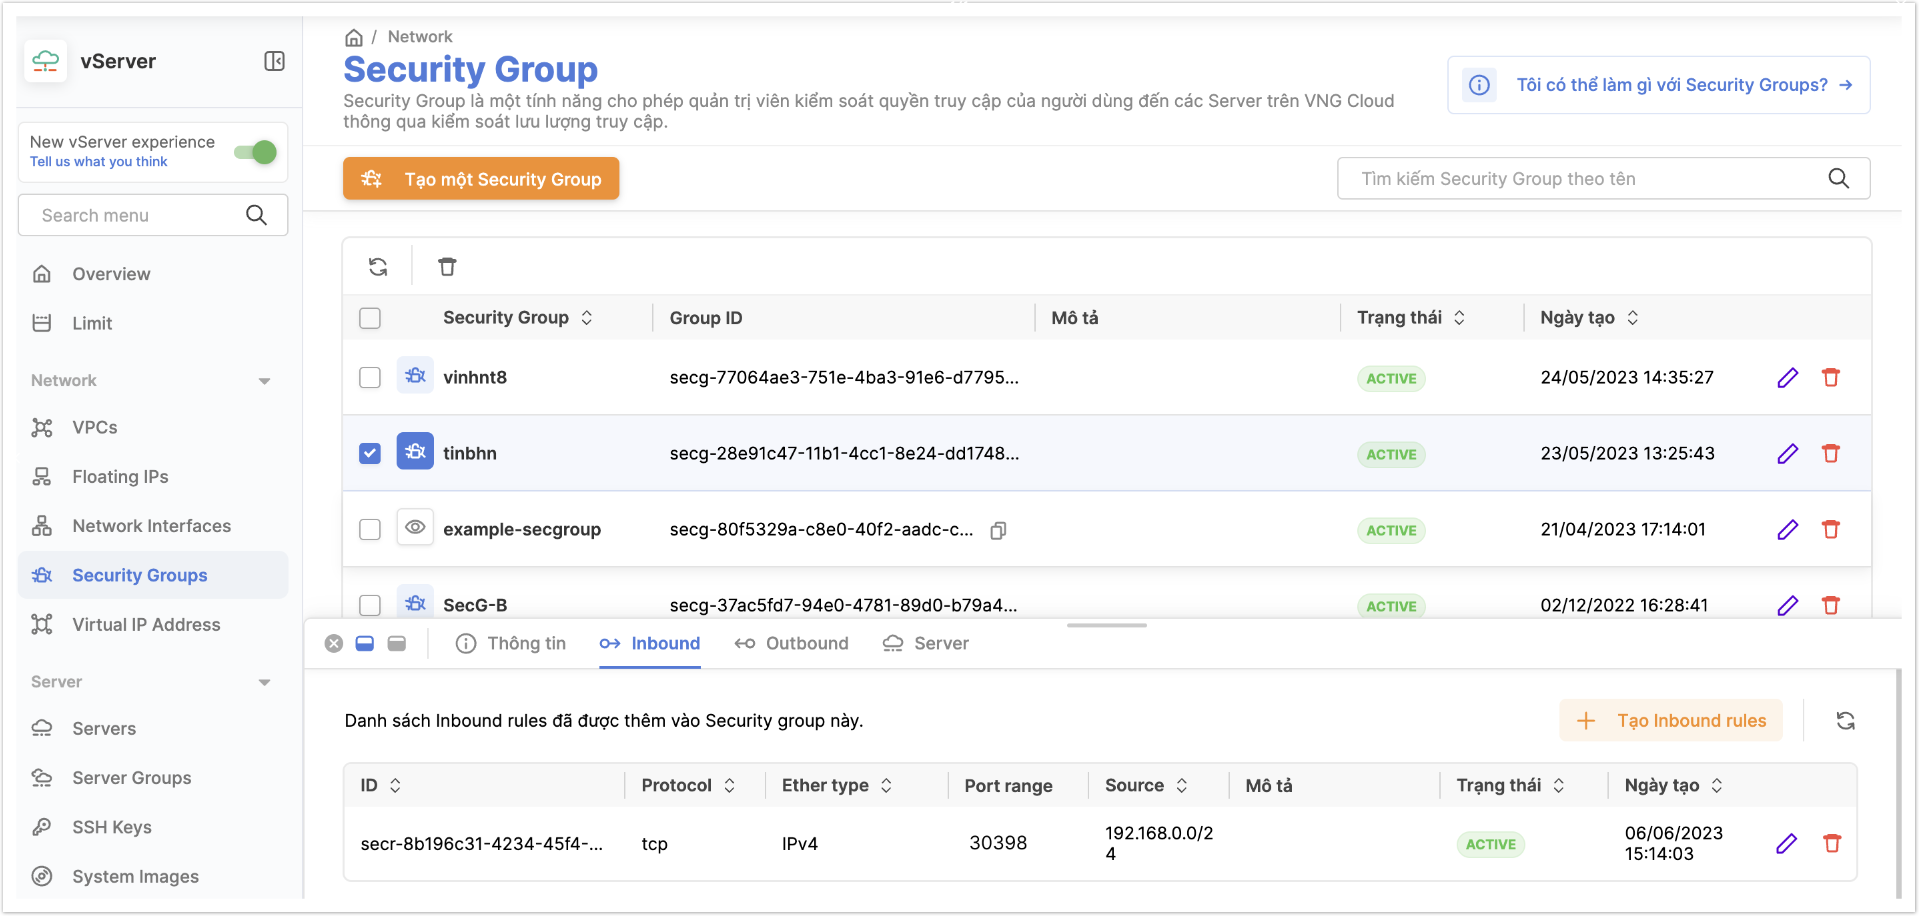 vServer
New vServer experience
Tell us what you think
Search menu
Overview
Limit
Network
VPCs
Floating IPs
Network Interfaces
Security Groups
Virtual IP Address
Server
Servers
Server Groups
SSH Keys
System Images
/ Network
Security Group
Security Group là một tính năng cho phép quản trị viên kiểm soát quyền truy cập của người dùng đến các Server trên VNG Cloud
thông qua kiểm soát lưu lượng truy cập.
Tôi có thể làm gì với Security Groups? →
Tạo một Security Group
Tìm kiếm Security Group theo tên
Security Group Group ID Mô tả Trạng thái Ngày tạo
vinhnt8 secg-77064ae3-751e-4ba3-91e6-d7795... ACTIVE 24/05/2023 14:35:27
tinbhn secg-28e91c47-11b1-4cc1-8e24-dd1748... ACTIVE 23/05/2023 13:25:43
example-secgroup secg-80f5329a-c8e0-40f2-aadc-c... ACTIVE 21/04/2023 17:14:01
SecG-B secg-37ac5fd7-94e0-4781-89d0-b79a4... ACTIVE 02/12/2022 16:28:41
Thông tin Inbound Outbound Server
Danh sách Inbound rules đã được thêm vào Security group này.
+ Tạo Inbound rules
ID Protocol Ether type Port range Source Mô tả Trạng thái Ngày tạo
secr-8b196c31-4234-45f4-... tcp IPv4 30398 192.168.0.0/2 ACTIVE 06/06/2023
4 15:14:03